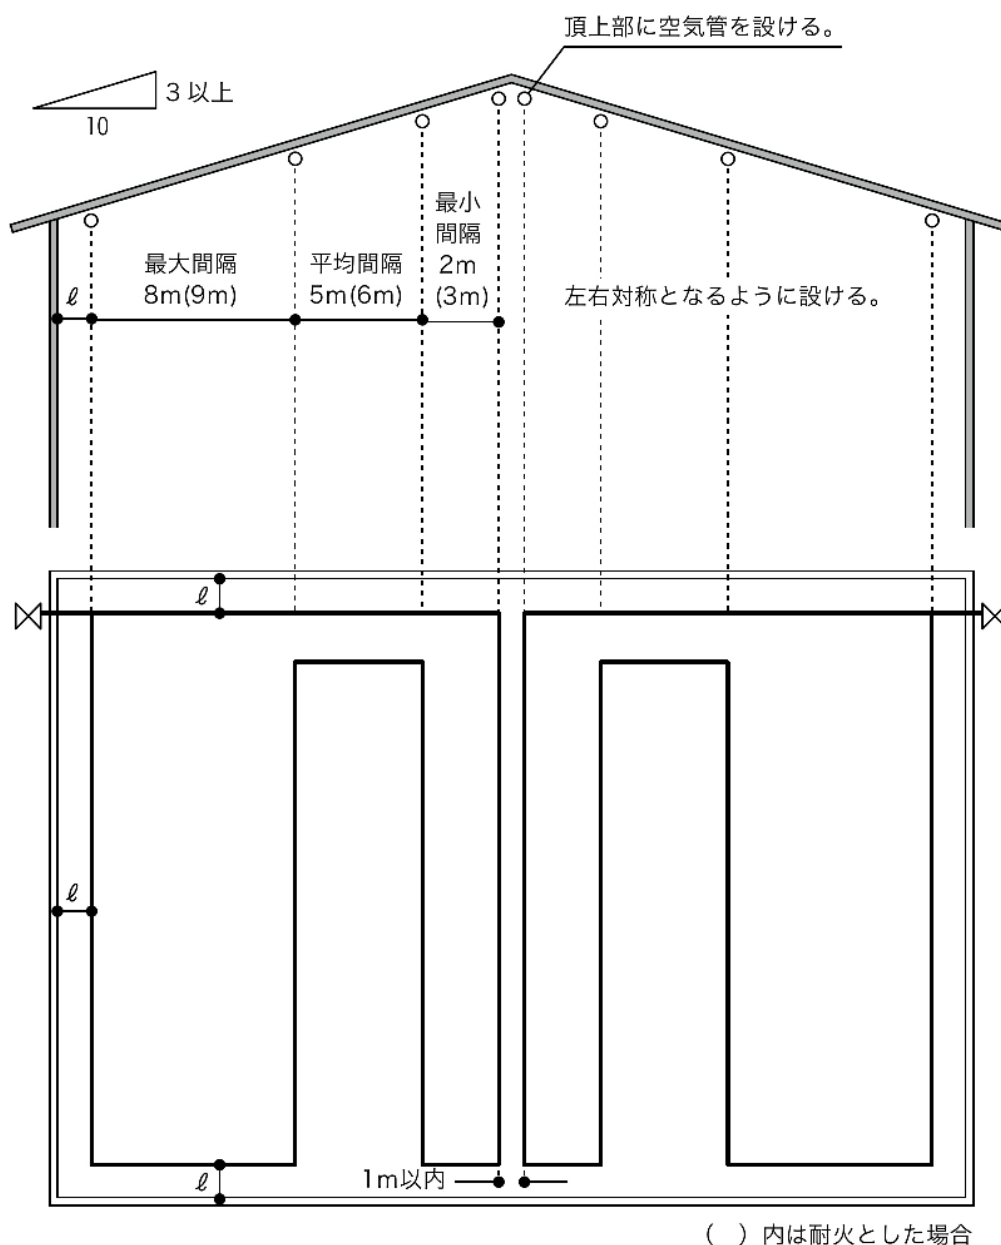 頂上部に空気管を設ける。
3 以上
10
最小
間隔
2m
(3m)
最大間隔
8m(9m)
平均間隔
5m(6m)
ℓ
左右対称となるように設ける。
ℓ
ℓ
ℓ
1m以内
（　）内は耐火とした場合